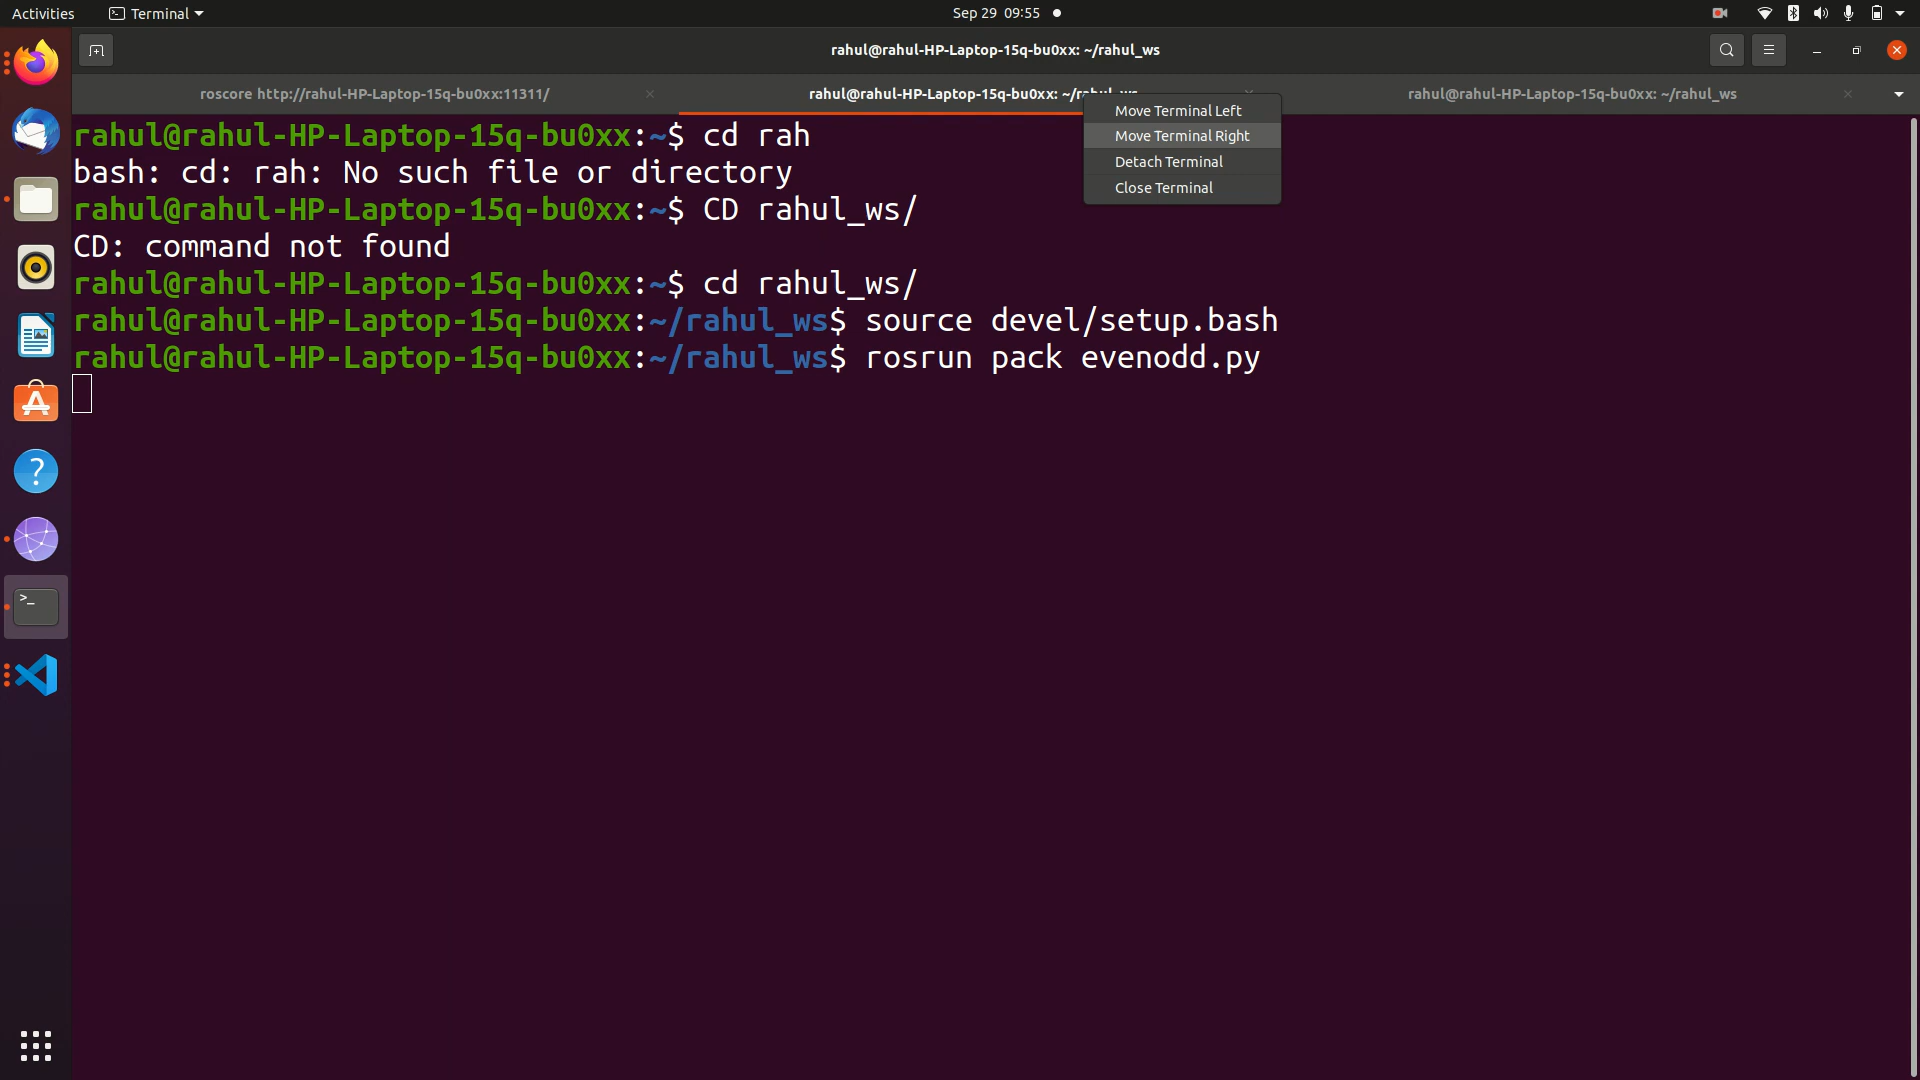 Activities Terminal Sep 29 09:55
rahul@rahul-HP-Laptop-15q-bu0xx: ~/rahul_ws
roscore http://rahul-HP-Laptop-15q-bu0xx:11311/ rahul@rahul-HP-Laptop-15q-bu0xx: ~/rahul_ws rahul@rahul-HP-Laptop-15q-bu0xx: ~/rahul_ws
Move Terminal Left
Move Terminal Right
Detach Terminal
Close Terminal
rahul@rahul-HP-Laptop-15q-bu0xx:~$ cd rah
bash: cd: rah: No such file or directory
rahul@rahul-HP-Laptop-15q-bu0xx:~$ CD rahul_ws/
CD: command not found
rahul@rahul-HP-Laptop-15q-bu0xx:~$ cd rahul_ws/
rahul@rahul-HP-Laptop-15q-bu0xx:~/rahul_ws$ source devel/setup.bash
rahul@rahul-HP-Laptop-15q-bu0xx:~/rahul_ws$ rosrun pack evenodd.py